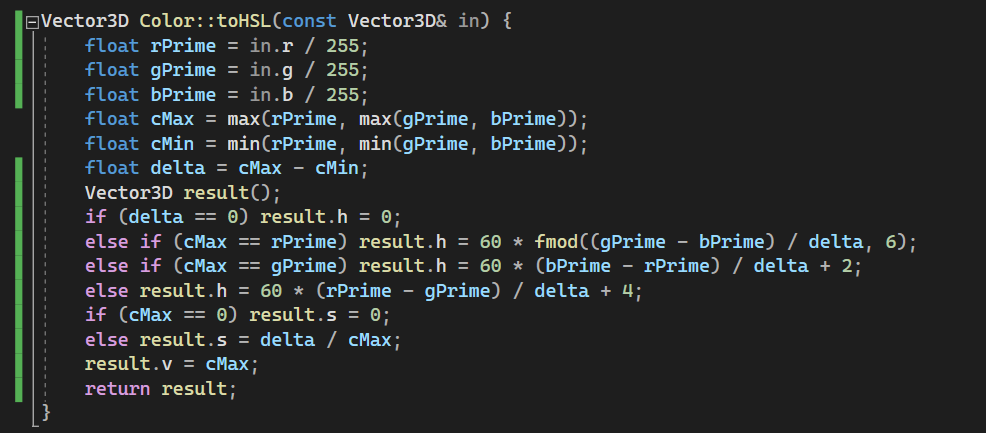 Vector3D Color::toHSL(const Vector3D& in) {
    float rPrime = in.r / 255;
    float gPrime = in.g / 255;
    float bPrime = in.b / 255;
    float cMax = max(rPrime, max(gPrime, bPrime));
    float cMin = min(rPrime, min(gPrime, bPrime));
    float delta = cMax - cMin;
    Vector3D result();
    if (delta == 0) result.h = 0;
    else if (cMax == rPrime) result.h = 60 * fmod((gPrime - bPrime) / delta, 6);
    else if (cMax == gPrime) result.h = 60 * (bPrime - rPrime) / delta + 2;
    else result.h = 60 * (rPrime - gPrime) / delta + 4;
    if (cMax == 0) result.s = 0;
    else result.s = delta / cMax;
    result.v = cMax;
    return result;
}